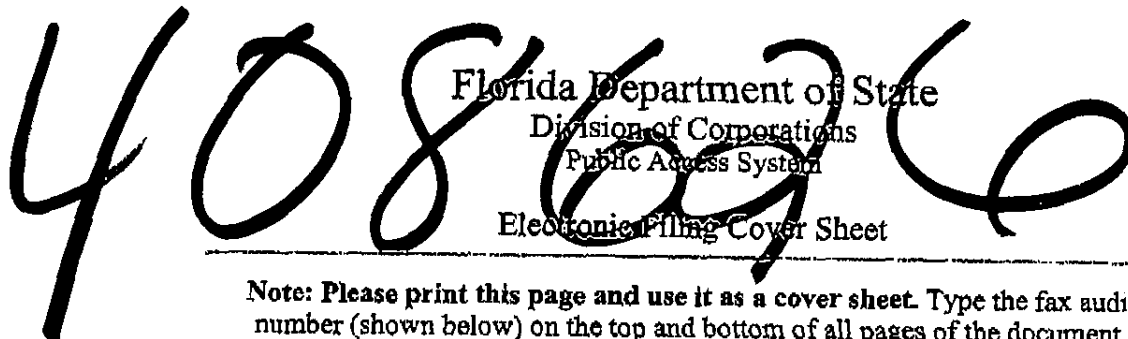 Florida Department of State
Division of Corporations
Public Access System
Electronic Filing Cover Sheet
Note: Please print this page and use it as a cover sheet. Type the fax audi
number (shown below) on the top and bottom of all pages of the document.